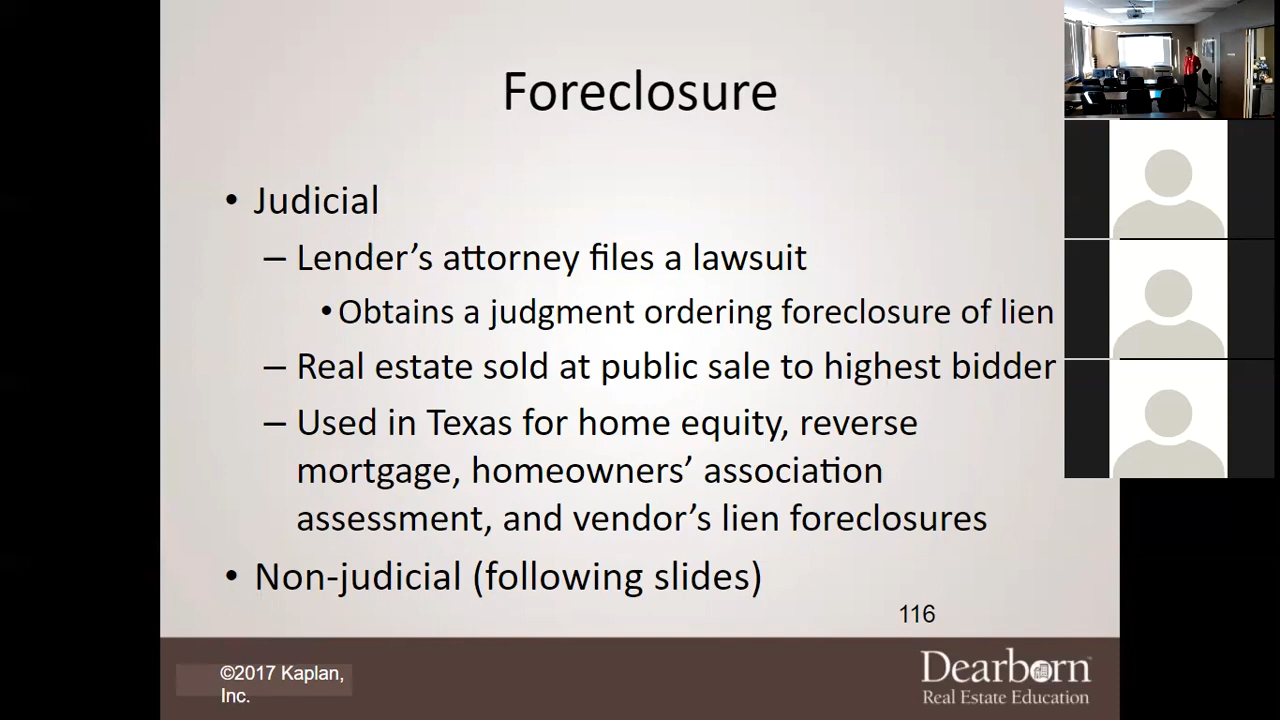 Foreclosure
• Judicial
– Lender’s attorney files a lawsuit
• Obtains a judgment ordering foreclosure of lien
– Real estate sold at public sale to highest bidder
– Used in Texas for home equity, reverse
mortgage, homeowners’ association
assessment, and vendor’s lien foreclosures
• Non-judicial (following slides)
116
©2017 Kaplan,
Inc.
Dearborn
Real Estate Education